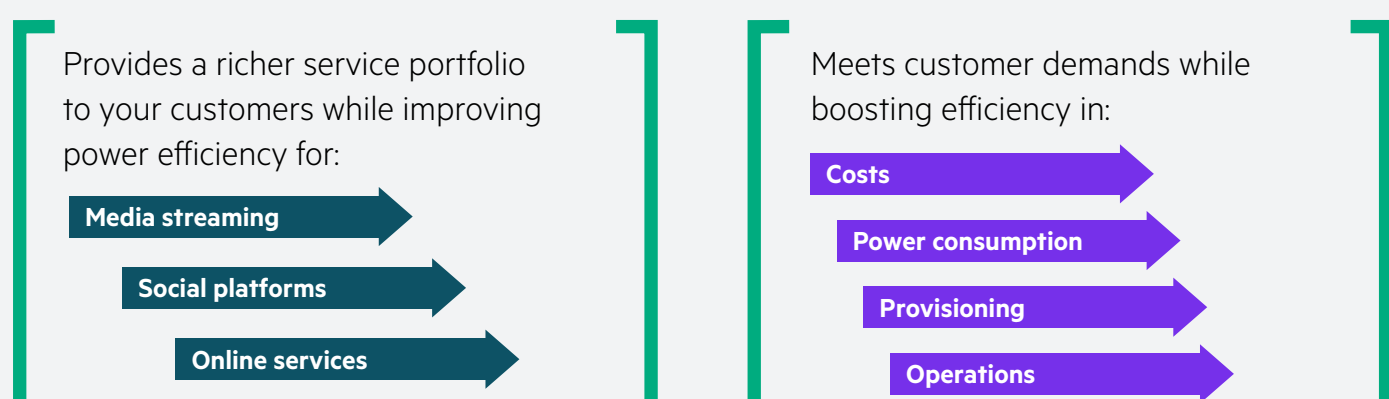 Provides a richer service portfolio
to your customers while improving
power efficiency for:
Media streaming
Social platforms
Online services
Meets customer demands while
boosting efficiency in:
Costs
Power consumption
Provisioning
Operations